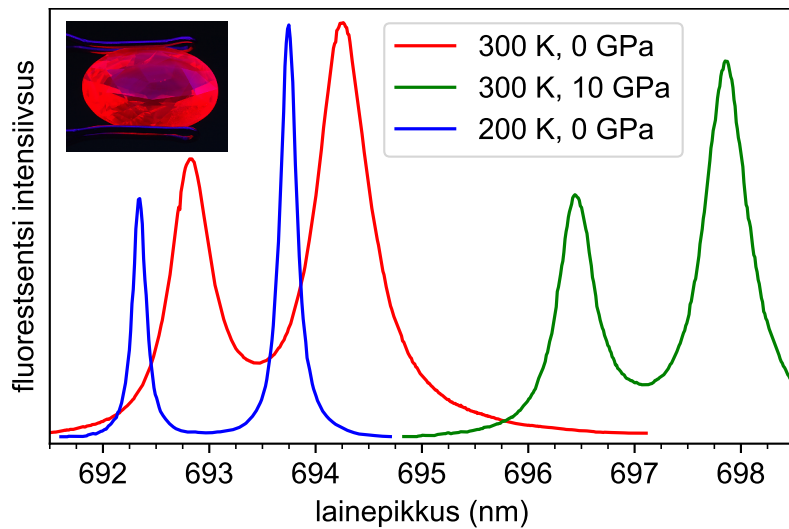 300 K, 0 GPa
300 K, 10 GPa
200 K, 0 GPa
fluorestsentsi intensiivsus
692 693 694 695 696 697 698
lainepikkus (nm)